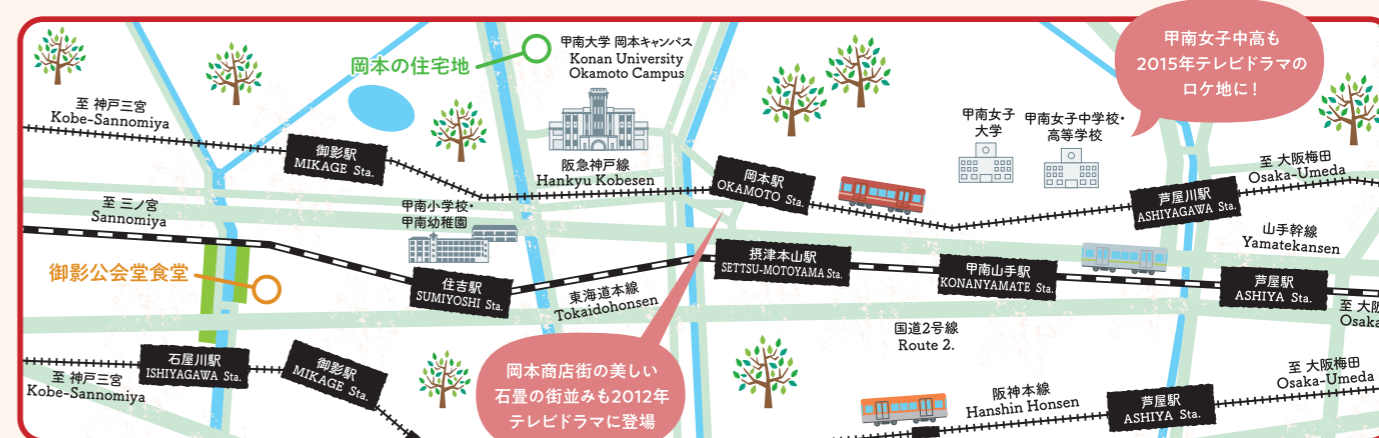 甲南女子中高も
2015年テレビドラマの
ロケ地に！
岡本の住宅地
甲南大学 岡本キャンパス
Konan University
Okamoto Campus
至 神戸三宮
Kobe-Sannomiya
御影駅
MIKAGE Sta.
阪急神戸線
Hankyu Kobesen
岡本駅
OKAMOTO Sta.
甲南女子
大学
甲南女子中学校・
高等学校
芦屋川駅
ASHIYAGAWA Sta.
至 大阪梅田
Osaka-Umeda
至 三ノ宮
Sannomiya
甲南小学校・
甲南幼稚園
山手幹線
Yamatekansen
御影公会堂食堂
住吉駅
SUMIYOSHI Sta.
東海道本線
Tokaidohonsen
摂津本山駅
SETTSU-MOTOYAMA Sta.
甲南山手駅
KONANYAMATE Sta.
芦屋駅
ASHIYA Sta.
至 大阪
Osaka
国道2号線
Route 2.
石屋川駅
ISHIYAGAWA Sta.
御影駅
MIKAGE Sta.
至 神戸三宮
Kobe-Sannomiya
岡本商店街の美しい
石畳の街並みも2012年
テレビドラマに登場
阪神本線
Hanshin Honsen
芦屋駅
ASHIYA Sta.
至 大阪梅田
Osaka-Umeda